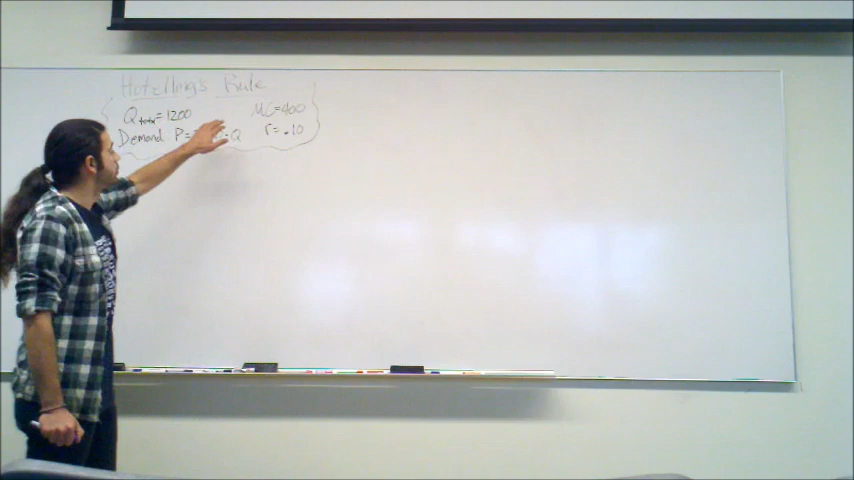 Hotelling's Rule
Qtotal=1200 MC=400
Demand P= -Q r=.10